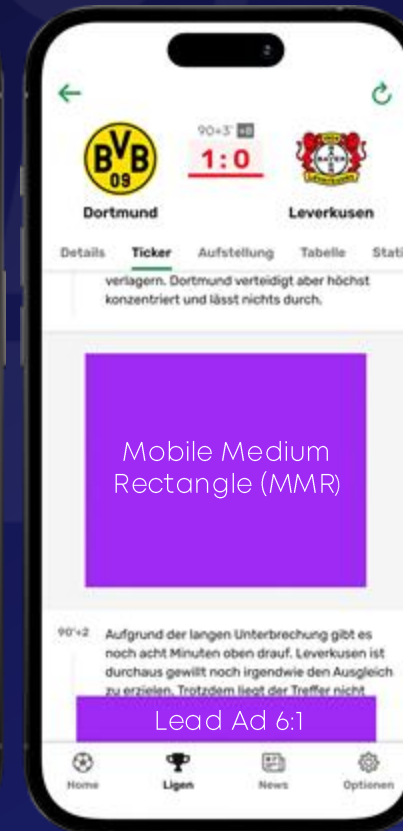 90+3' +8
BVB
09
1:0
BAYER
Dortmund
Leverkusen
Details Ticker Aufstellung Tabelle Stati
verlagern. Dortmund verteidigt aber höchst
konzentriert und lässt nichts durch.
Mobile Medium
Rectangle (MMR)
90'+2 Aufgrund der langen Unterbrechung gibt es
noch acht Minuten oben drauf. Leverkusen ist
durchaus gewillt noch irgendwie den Ausgleich
zu erzielen. Trotzdem liegt der Treffer nicht
Lead Ad 6:1
Home Ligen News Optionen